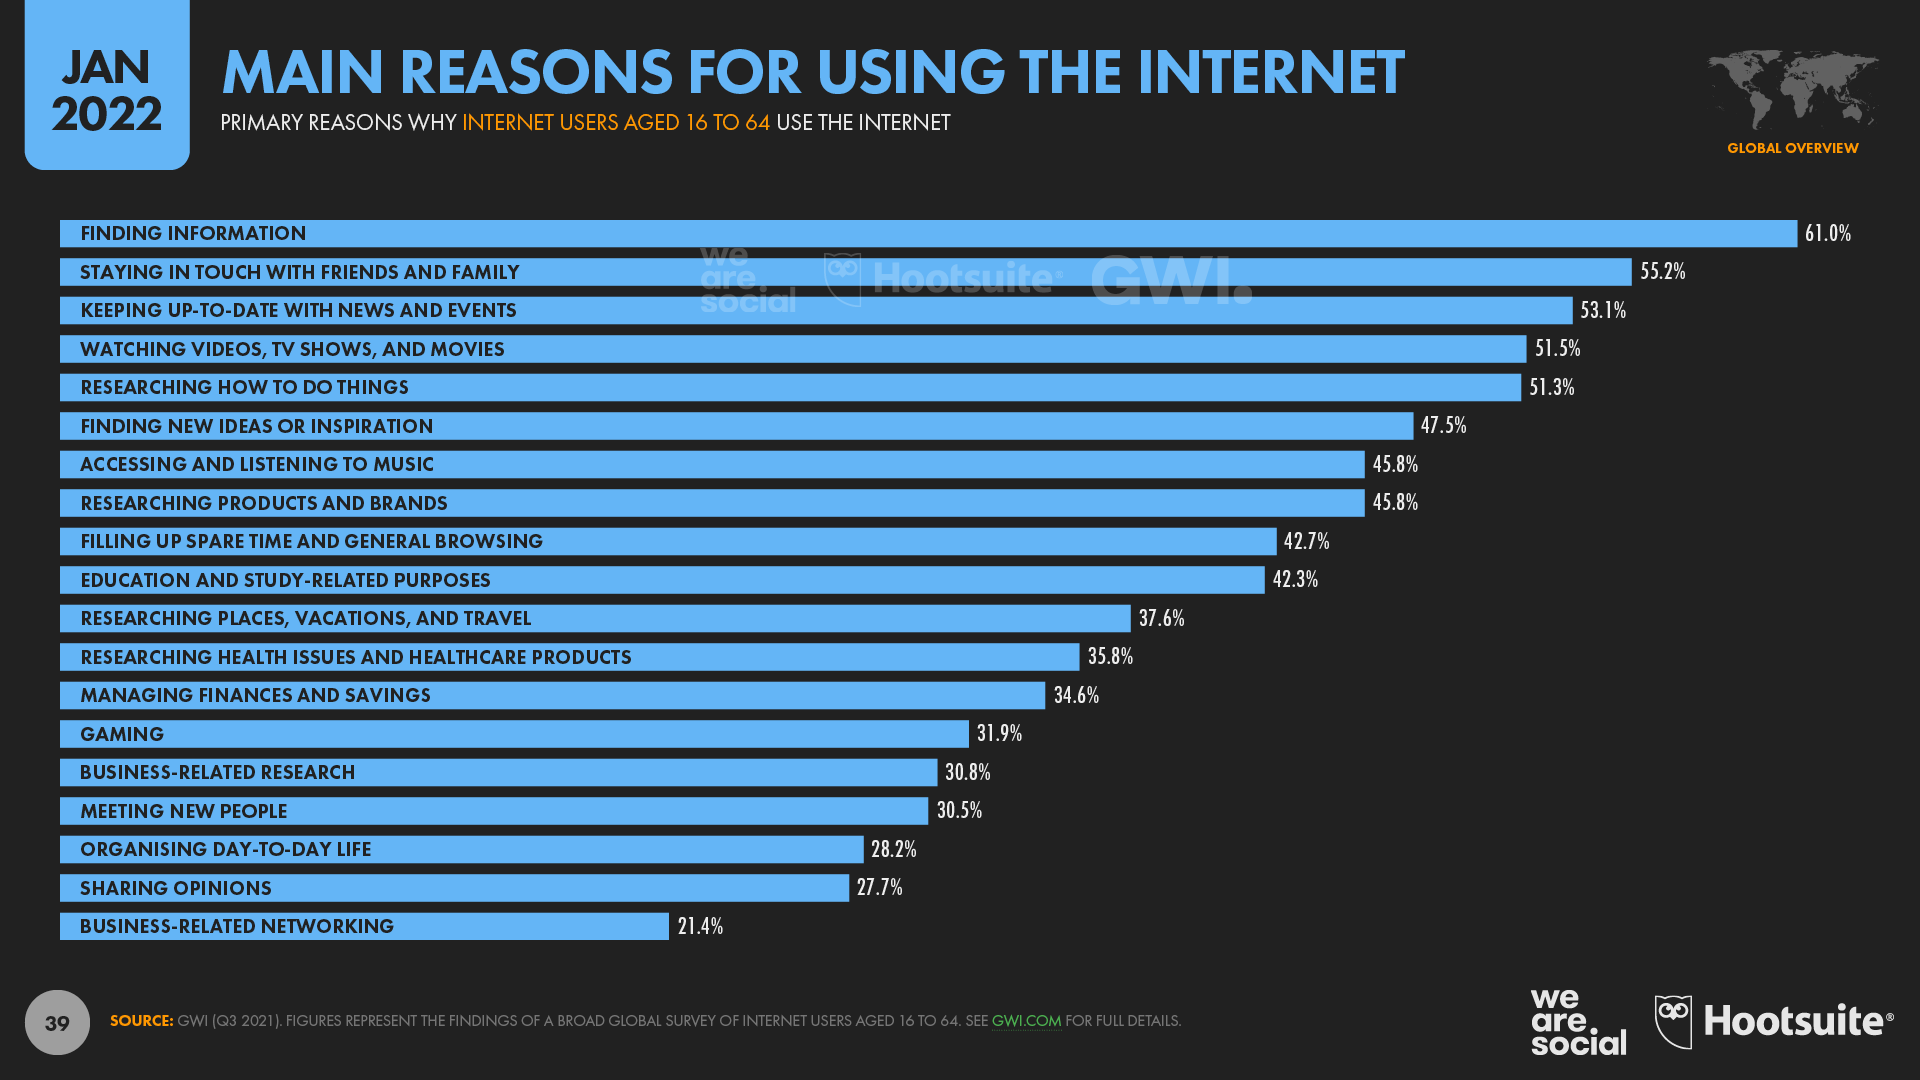 JAN
2022
MAIN REASONS FOR USING THE INTERNET
PRIMARY REASONS WHY INTERNET USERS AGED 16 TO 64 USE THE INTERNET
GLOBAL OVERVIEW
FINDING INFORMATION 61.0%
STAYING IN TOUCH WITH FRIENDS AND FAMILY 55.2%
KEEPING UP-TO-DATE WITH NEWS AND EVENTS 53.1%
we
are
social
Hootsuite®
GWI.
WATCHING VIDEOS, TV SHOWS, AND MOVIES 51.5%
RESEARCHING HOW TO DO THINGS 51.3%
FINDING NEW IDEAS OR INSPIRATION 47.5%
ACCESSING AND LISTENING TO MUSIC 45.8%
RESEARCHING PRODUCTS AND BRANDS 45.8%
FILLING UP SPARE TIME AND GENERAL BROWSING 42.7%
EDUCATION AND STUDY-RELATED PURPOSES 42.3%
RESEARCHING PLACES, VACATIONS, AND TRAVEL 37.6%
RESEARCHING HEALTH ISSUES AND HEALTHCARE PRODUCTS 35.8%
MANAGING FINANCES AND SAVINGS 34.6%
GAMING 31.9%
BUSINESS-RELATED RESEARCH 30.8%
MEETING NEW PEOPLE 30.5%
ORGANISING DAY-TO-DAY LIFE 28.2%
SHARING OPINIONS 27.7%
BUSINESS-RELATED NETWORKING 21.4%
39
SOURCE: GWI (Q3 2021). FIGURES REPRESENT THE FINDINGS OF A BROAD GLOBAL SURVEY OF INTERNET USERS AGED 16 TO 64. SEE GWI.COM FOR FULL DETAILS.
we
are
social
Hootsuite®